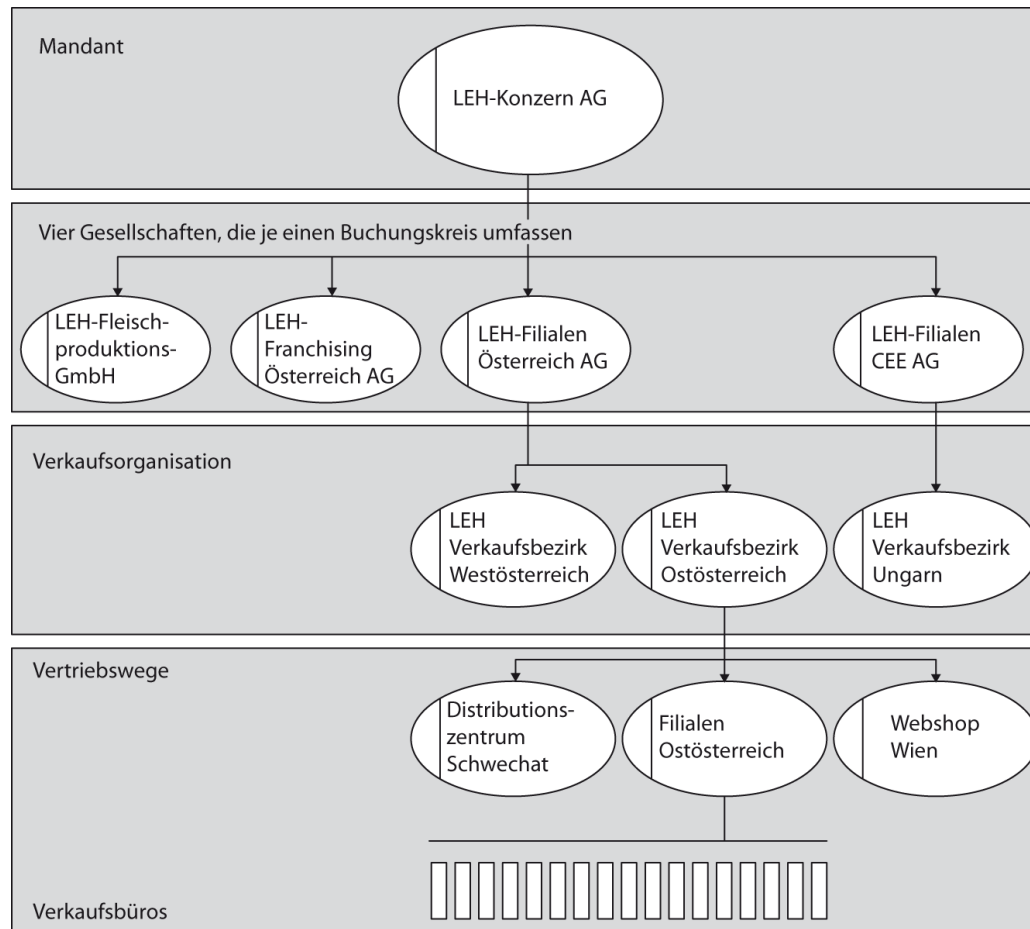 Mandant
LEH-Konzern AG
Vier Gesellschaften, die je einen Buchungskreis umfassen
LEH-Fleisch-
produktions-
GmbH
LEH-
Franchising
Österreich AG
LEH-Filialen
Österreich AG
LEH-Filialen
CEE AG
Verkaufsorganisation
LEH
Verkaufsbezirk
Westösterreich
LEH
Verkaufsbezirk
Ostösterreich
LEH
Verkaufsbezirk
Ungarn
Vertriebswege
Distributions-
zentrum
Schwechat
Filialen
Ostösterreich
Webshop
Wien
Verkaufsbüros